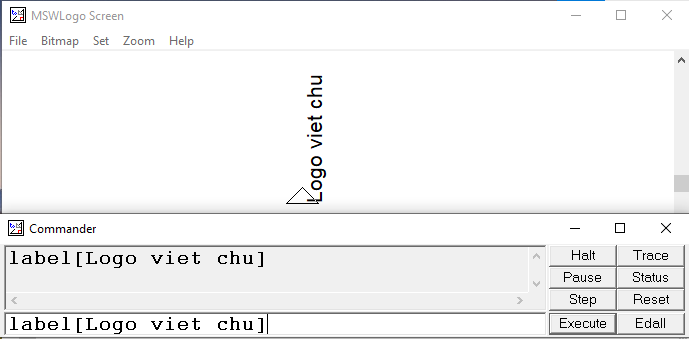 MSWLogo Screen
File Bitmap Set Zoom Help
Logo viet chu
Commander
label[Logo viet chu]
Halt Trace
Pause Status
Step Reset
label[Logo viet chu]
Execute Edall